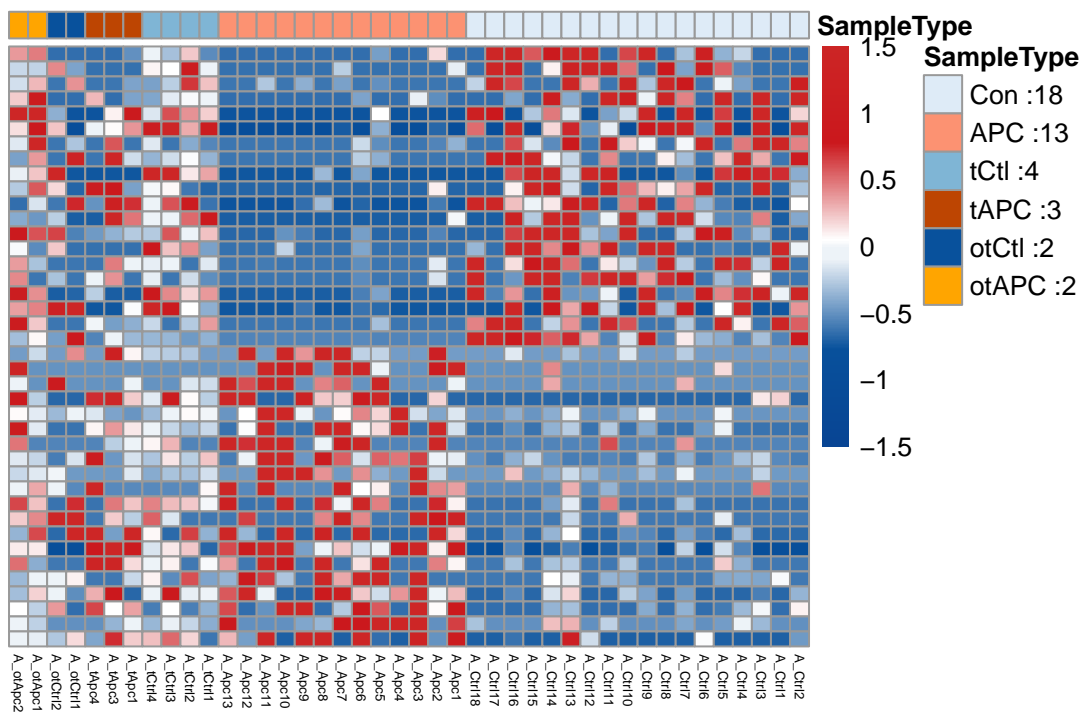 SampleType
1.5
1
0.5
0
−0.5
−1
−1.5
SampleType
Con :18
APC :13
tCtl :4
tAPC :3
otCtl :2
otAPC :2
A_otApc2
A_otApc1
A_otCtrl2
A_otCtrl1
A_tApc4
A_tApc3
A_tApc1
A_tCtrl4
A_tCtrl3
A_tCtrl2
A_tCtrl1
A_Apc13
A_Apc12
A_Apc11
A_Apc10
A_Apc9
A_Apc8
A_Apc7
A_Apc6
A_Apc5
A_Apc4
A_Apc3
A_Apc2
A_Apc1
A_Ctrl18
A_Ctrl17
A_Ctrl16
A_Ctrl15
A_Ctrl14
A_Ctrl13
A_Ctrl12
A_Ctrl11
A_Ctrl10
A_Ctrl9
A_Ctrl8
A_Ctrl7
A_Ctrl6
A_Ctrl5
A_Ctrl4
A_Ctrl3
A_Ctrl1
A_Ctrl2